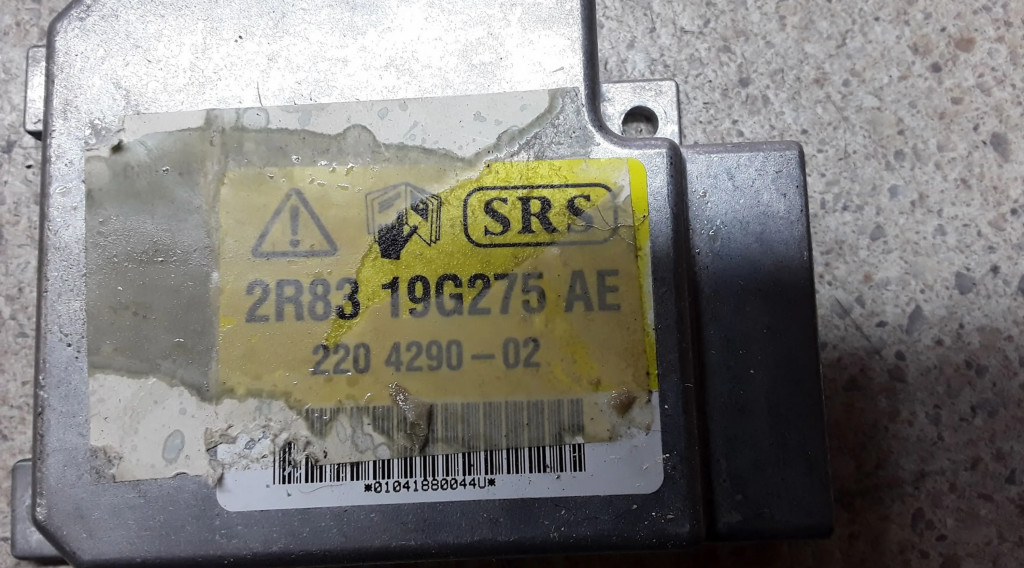 SRS
2R83 19G275 AE
220 4290-02
*01041880044U*